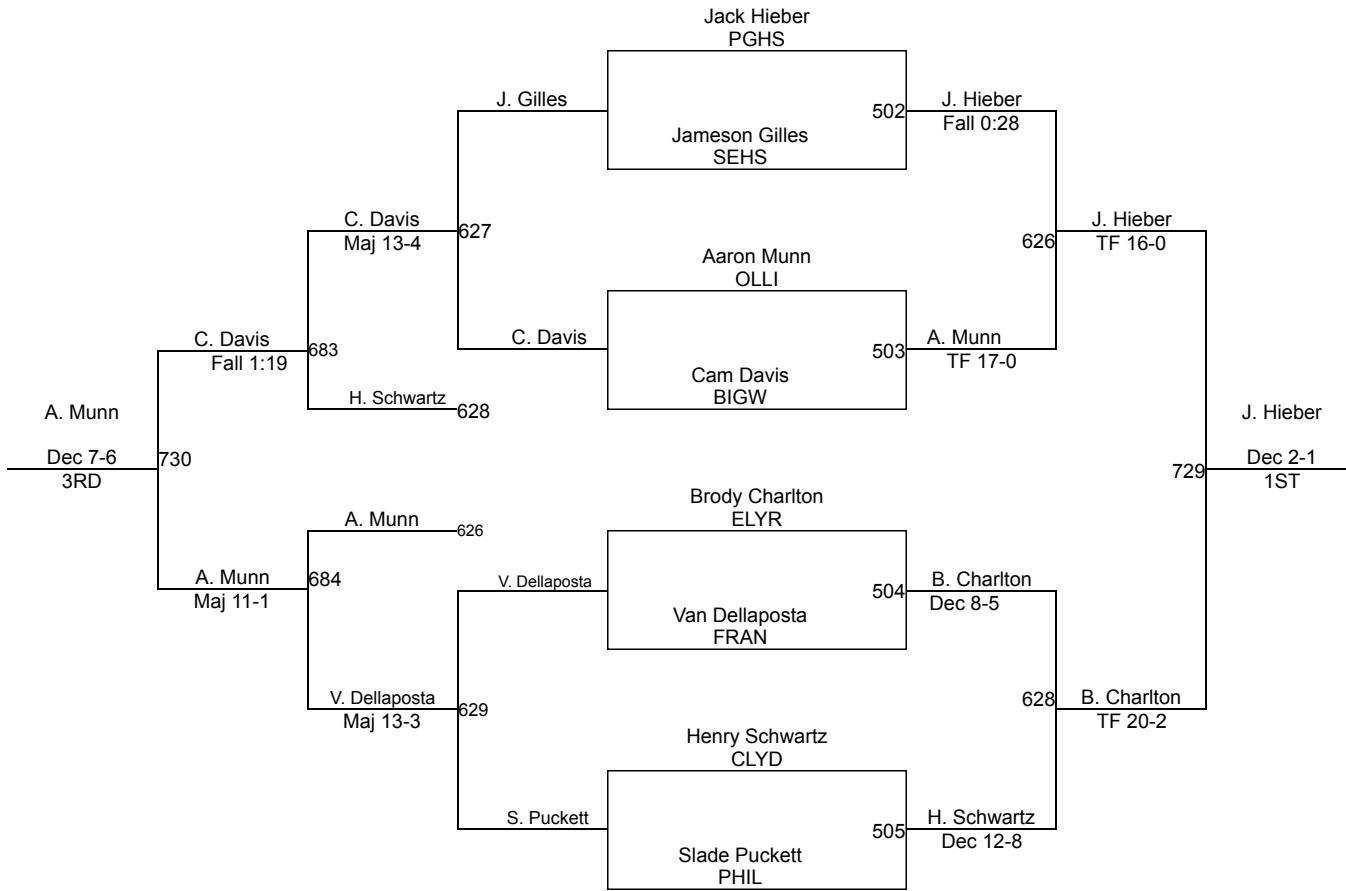 Jack Hieber
PGHS
J. Gilles
502
J. Hieber
Fall 0:28
Jameson Gilles
SEHS
C. Davis
Maj 13-4
627
626
J. Hieber
TF 16-0
Aaron Munn
OLLI
C. Davis
Fall 1:19
683
C. Davis
503
A. Munn
TF 17-0
Cam Davis
BIGW
H. Schwartz
628
A. Munn
Dec 7-6
3RD
730
J. Hieber
Dec 2-1
1ST
729
Brody Charlton
ELYR
A. Munn
626
A. Munn
Maj 11-1
684
V. Dellaposta
504
B. Charlton
Dec 8-5
Van Dellaposta
FRAN
V. Dellaposta
Maj 13-3
629
628
B. Charlton
TF 20-2
Henry Schwartz
CLYD
S. Puckett
505
H. Schwartz
Dec 12-8
Slade Puckett
PHIL